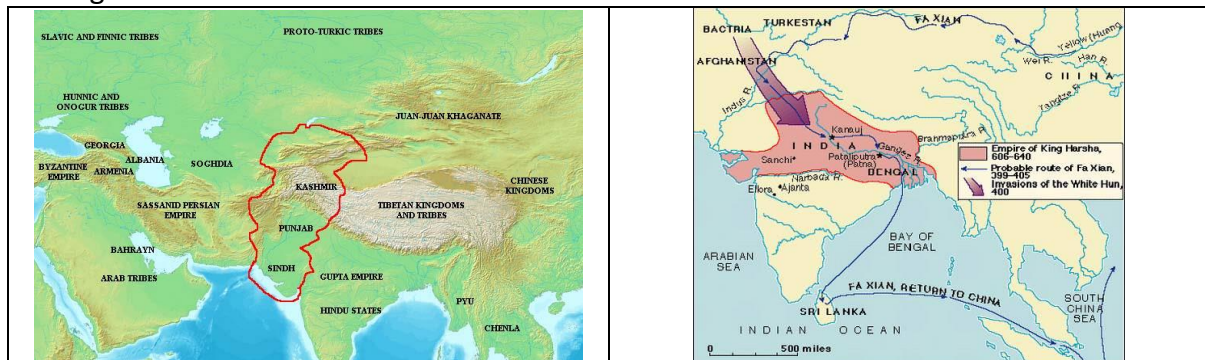 SLAVIC AND FINNIC TRIBES
PROTO-TURKIC TRIBES
HUNNIC AND
ONOGUR TRIBES
JUAN-JUAN KHAGANATE
GEORGIA
ALBANIA
SOGHDIA
BYZANTINE
EMPIRE
ARMENIA
KASHMIR
CHINESE
KINGDOMS
SASSANID PERSIAN
EMPIRE
TIBETAN KINGDOMS
AND TRIBES
PUNJAB
BAHRAYN
SINDH
GUPTA EMPIRE
ARAB TRIBES
HINDU STATES
PYU
CHENLA
BACTRIA
TURKESTAN
FA XIAN
AFGHANISTAN
Yellow (Huang
Wei R.
Han R.
CHINA
Yangtze R.
Indus R.
Kanauj
Brahmaputra R.
INDIA
Ganges R.
Sanchi
Pataliputra
(Patna)
BENGAL
Narbada R.
Ellora
Ajanta
Empire of King Harsha,
606-640
Probable route of Fa Xian,
399-405
Invasions of the White Hun,
400
BAY OF
BENGAL
ARABIAN
SEA
FA XIAN, RETURN TO CHINA
SRI LANKA
SOUTH
CHINA
SEA
INDIAN OCEAN
0 500 miles